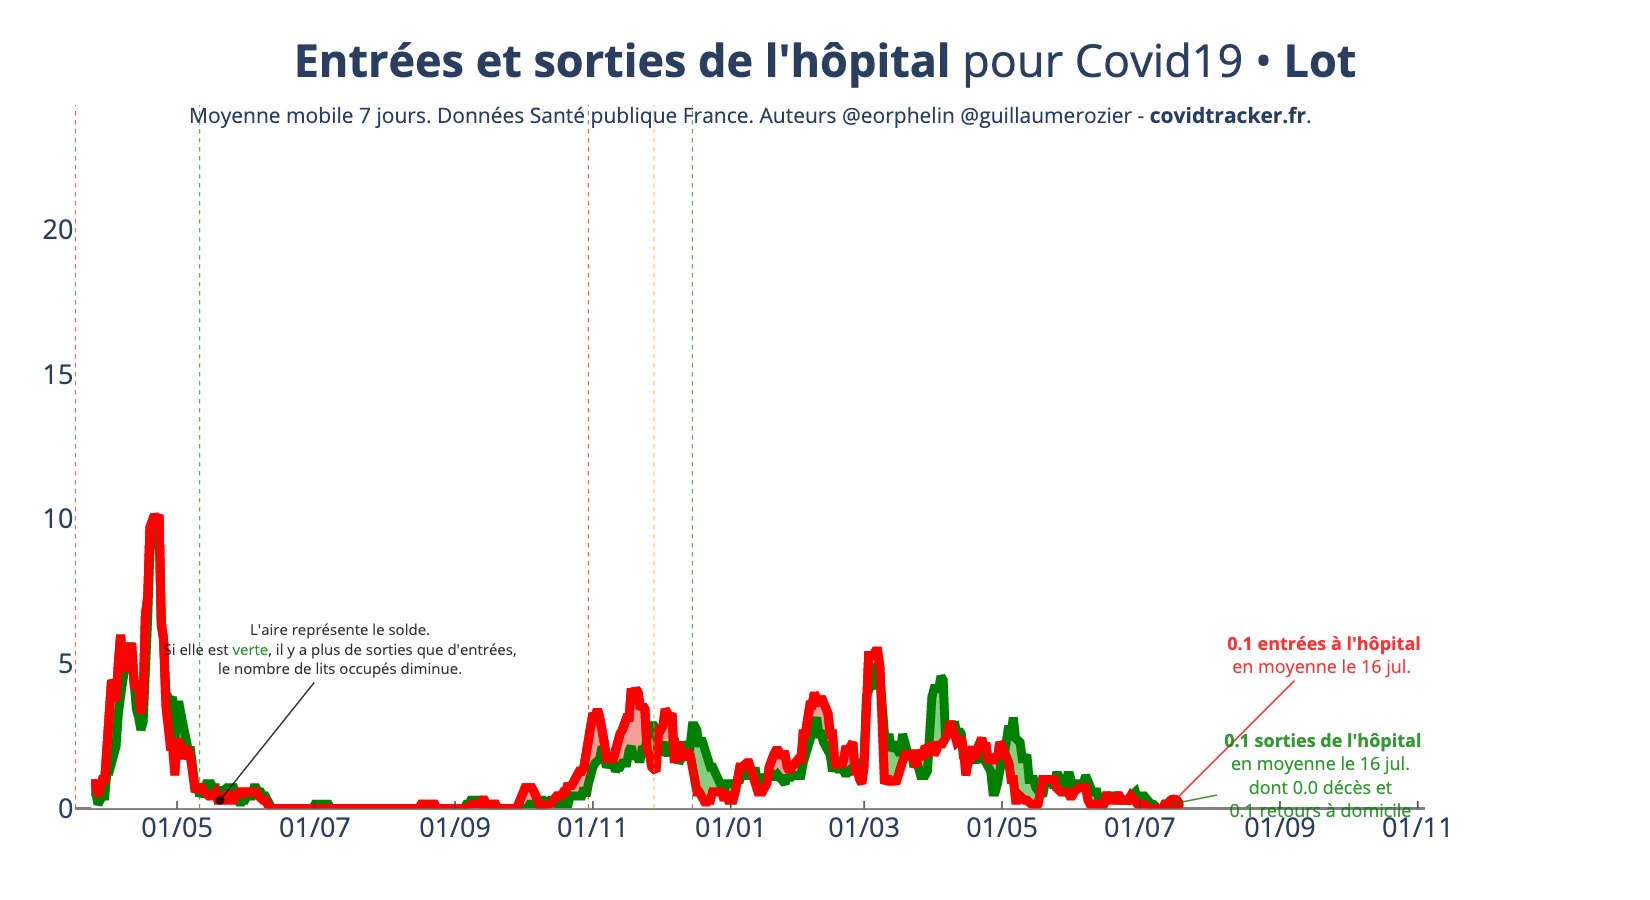 Entrées et sorties de l'hôpital pour Covid19 • Lot
Moyenne mobile 7 jours. Données Santé publique France. Auteurs @eorphelin @guillaumerozier - covidtracker.fr.
20
15
10
5
0
L'aire représente le solde.
Si elle est verte, il y a plus de sorties que d'entrées,
le nombre de lits occupés diminue.
0.1 entrées à l'hôpital
en moyenne le 16 jul.
0.1 sorties de l'hôpital
en moyenne le 16 jul.
dont 0.0 décès et
0.1 retours à domicile
01/05 01/07 01/09 01/11 01/01 01/03 01/05 01/07 01/09 01/11